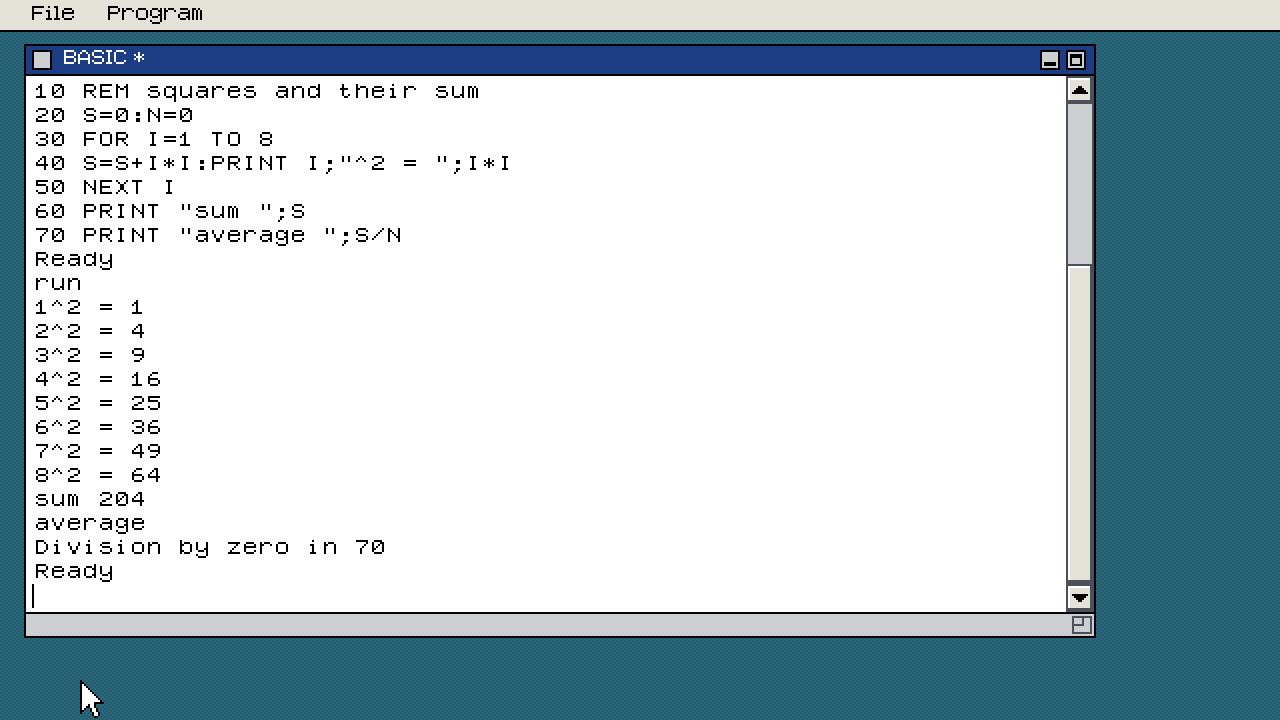 File Program
BASIC *
10 REM squares and their sum
20 S=0:N=0
30 FOR I=1 TO 8
40 S=S+I*I:PRINT I;"^2 = ";I*I
50 NEXT I
60 PRINT "sum ";S
70 PRINT "average ";S/N
Ready
run
1^2 = 1
2^2 = 4
3^2 = 9
4^2 = 16
5^2 = 25
6^2 = 36
7^2 = 49
8^2 = 64
sum 204
average
Division by zero in 70
Ready